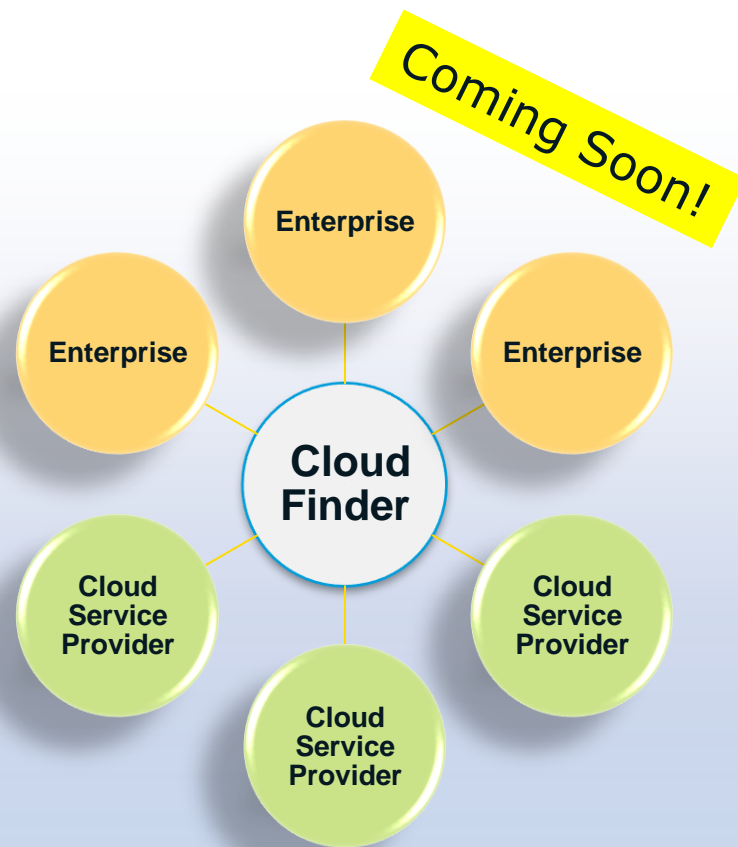 Coming Soon!
Enterprise
Enterprise
Enterprise
Cloud
Finder
Cloud
Service
Provider
Cloud
Service
Provider
Cloud
Service
Provider